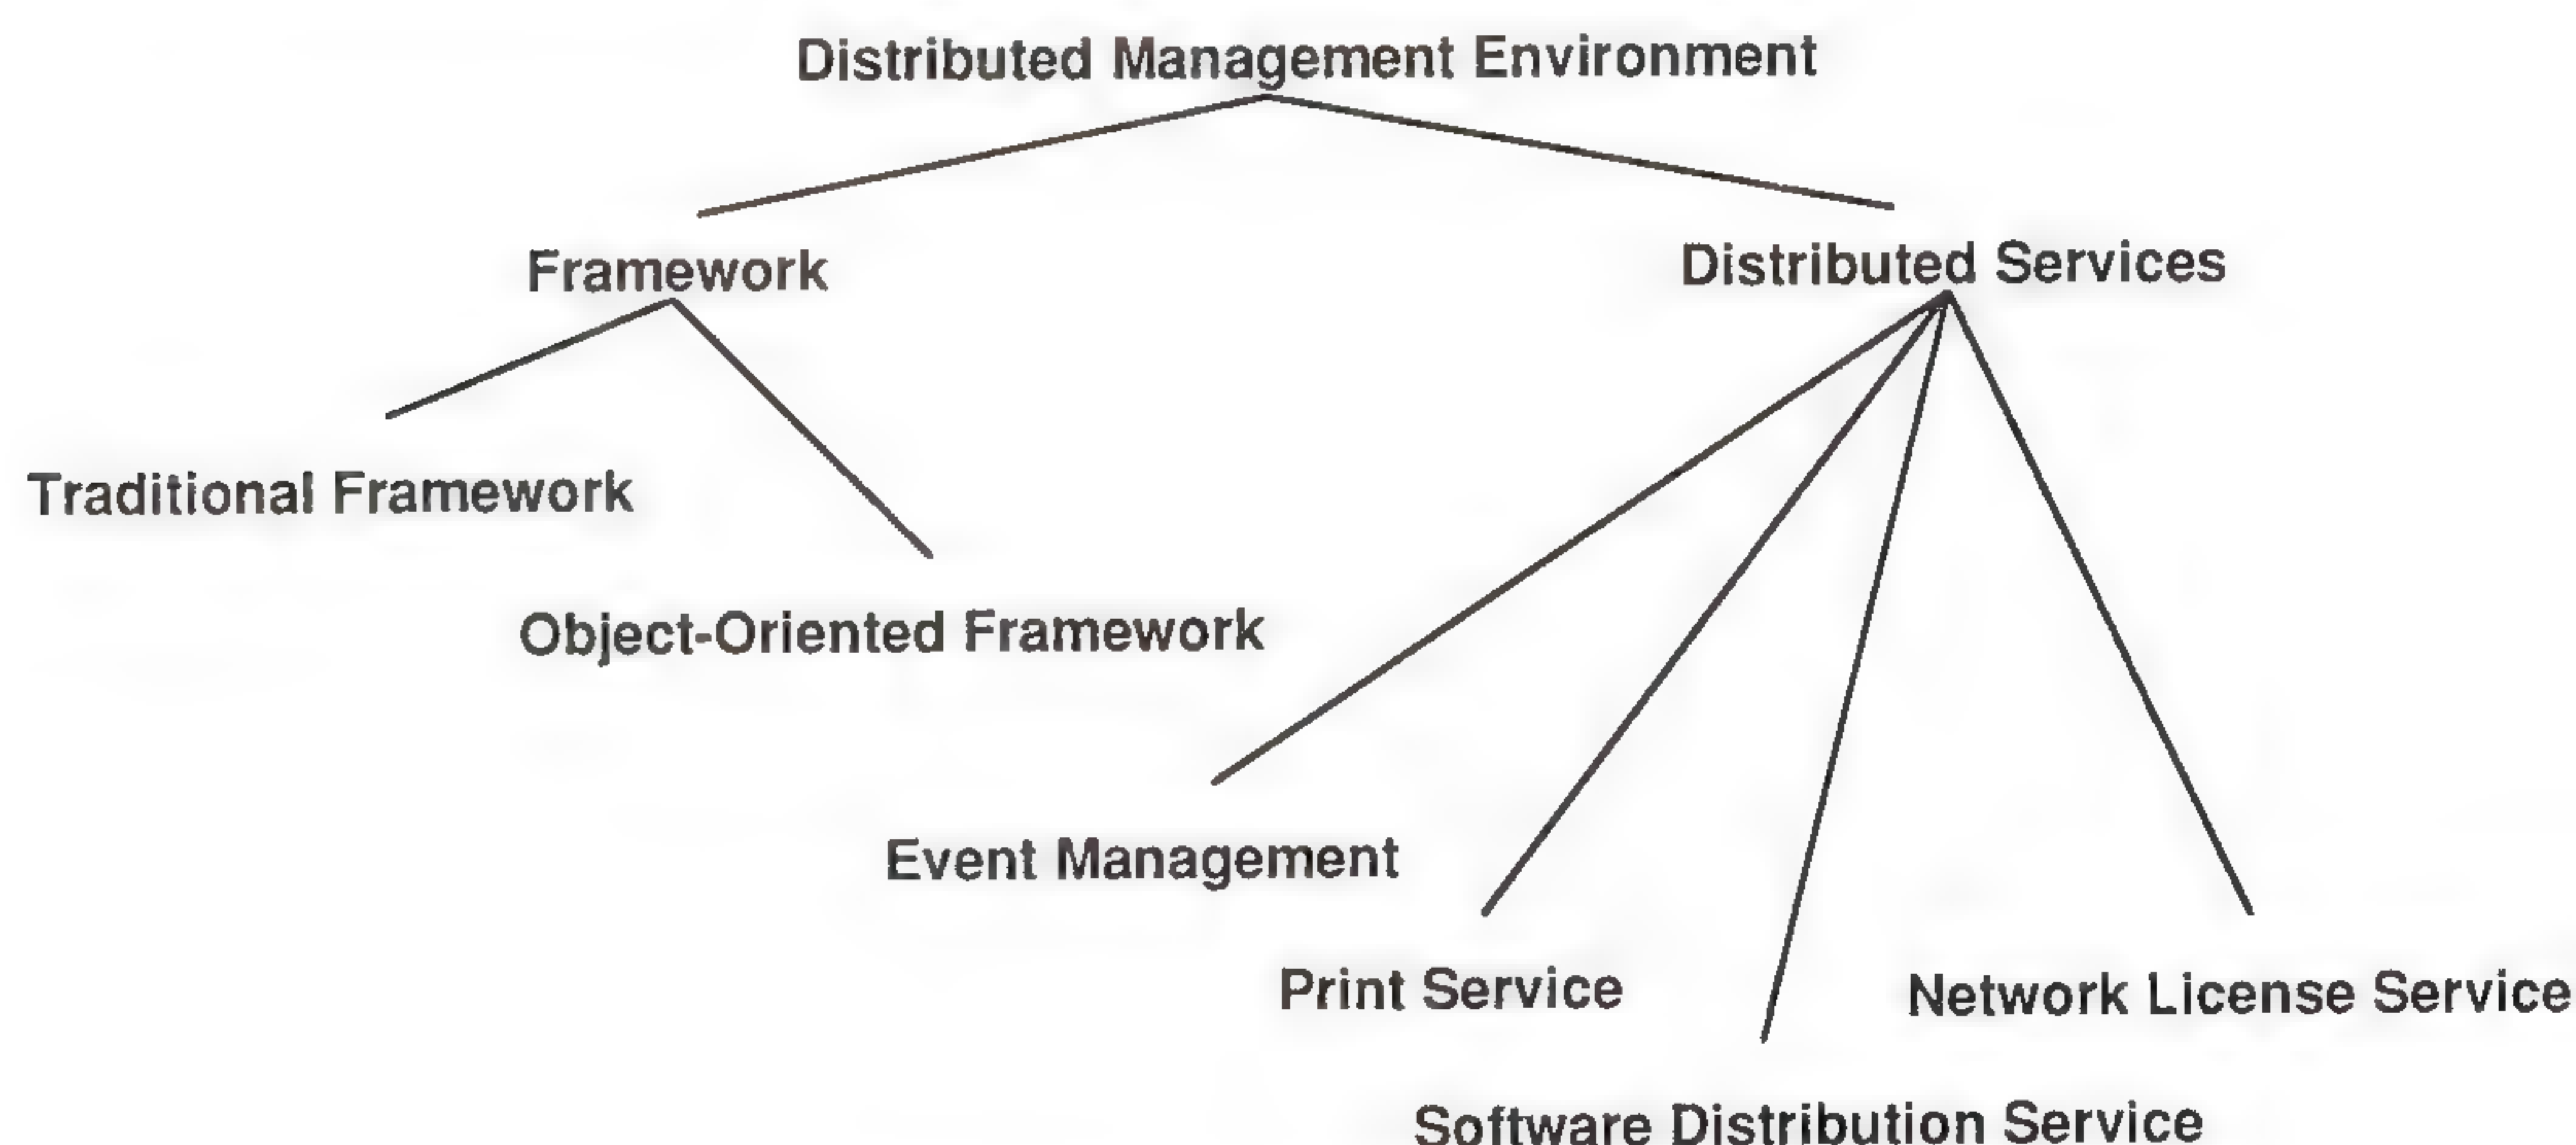 Distributed Management Environment
Framework
Distributed Services
Traditional Framework
Object-Oriented Framework
Event Management
Print Service
Network License Service
Software Distribution Service